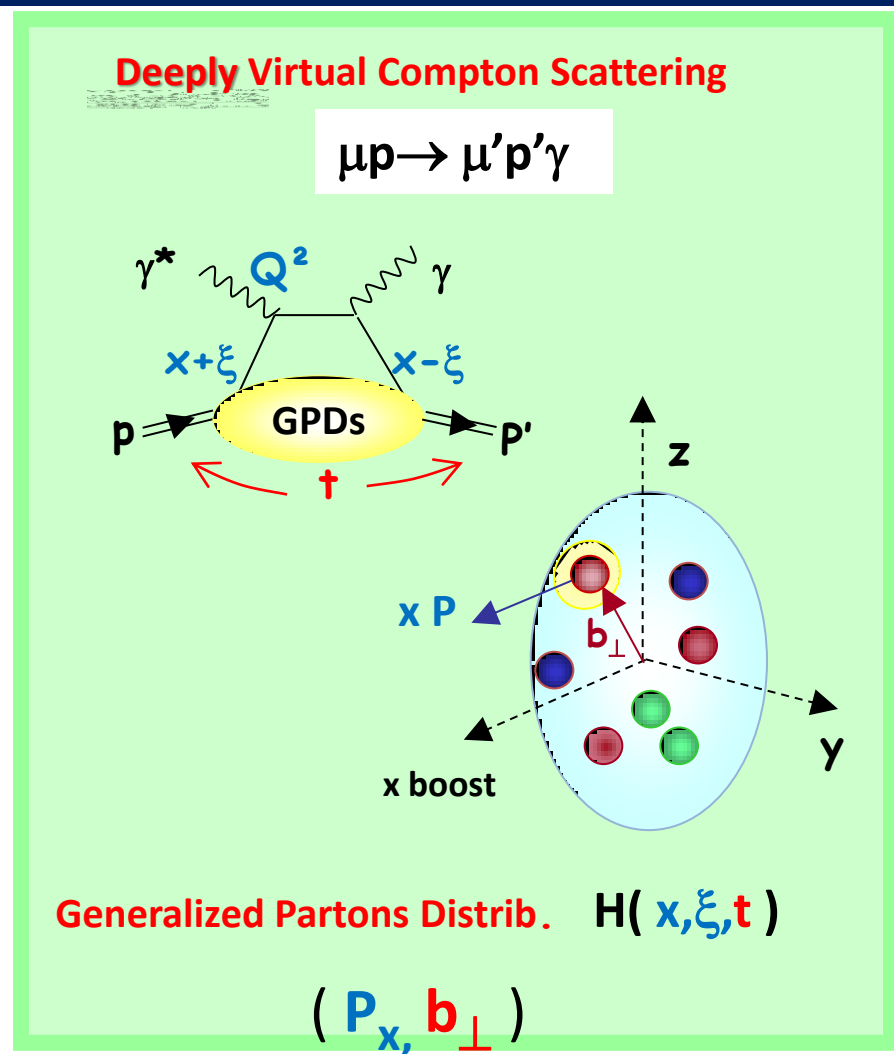 Deeply Virtual Compton Scattering
μp→ μ’p’γ
γ* Q² γ
x+ξ x-ξ
p GPDs p'
t
z
x P
b⊥
y
x boost
Generalized Partons Distrib. H( x,ξ,t )
( Px, b⊥ )